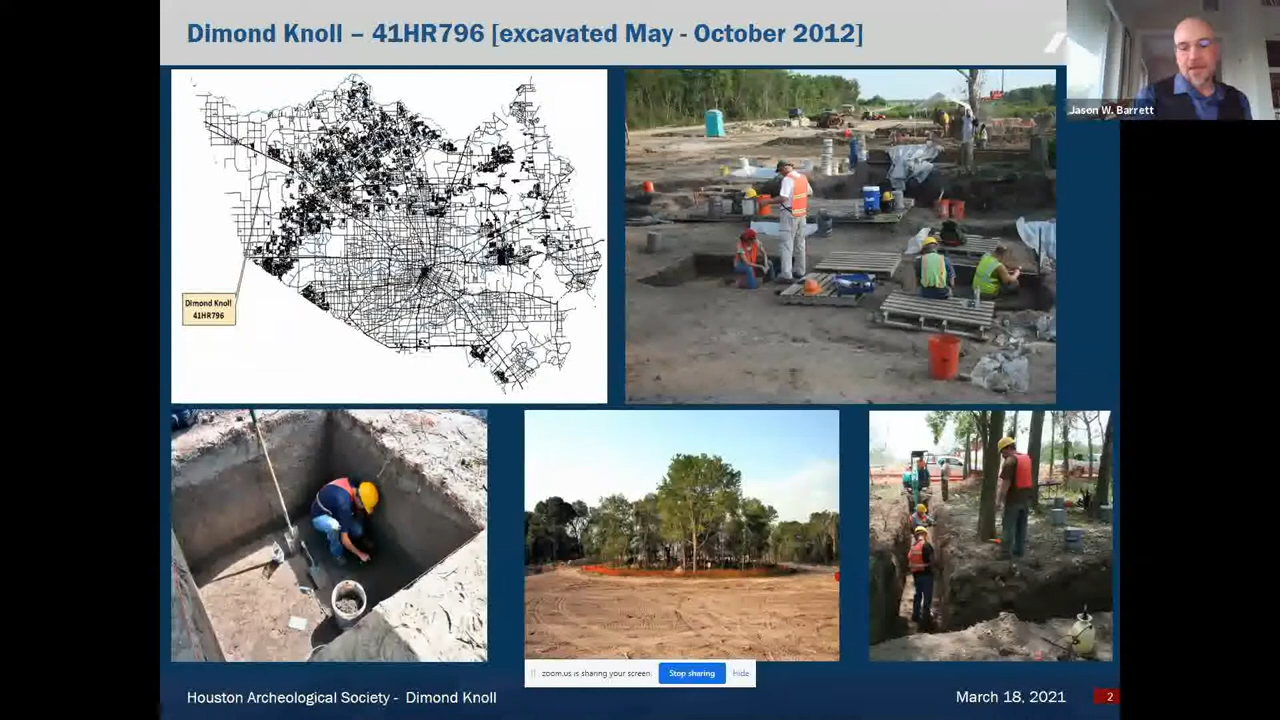 Dimond Knoll – 41HR796 [excavated May - October 2012]
Jason W. Barrett
Dimond Knoll
41HR796
zoom.us is sharing your screen.
Stop sharing
Hide
Houston Archeological Society - Dimond Knoll
March 18, 2021
2